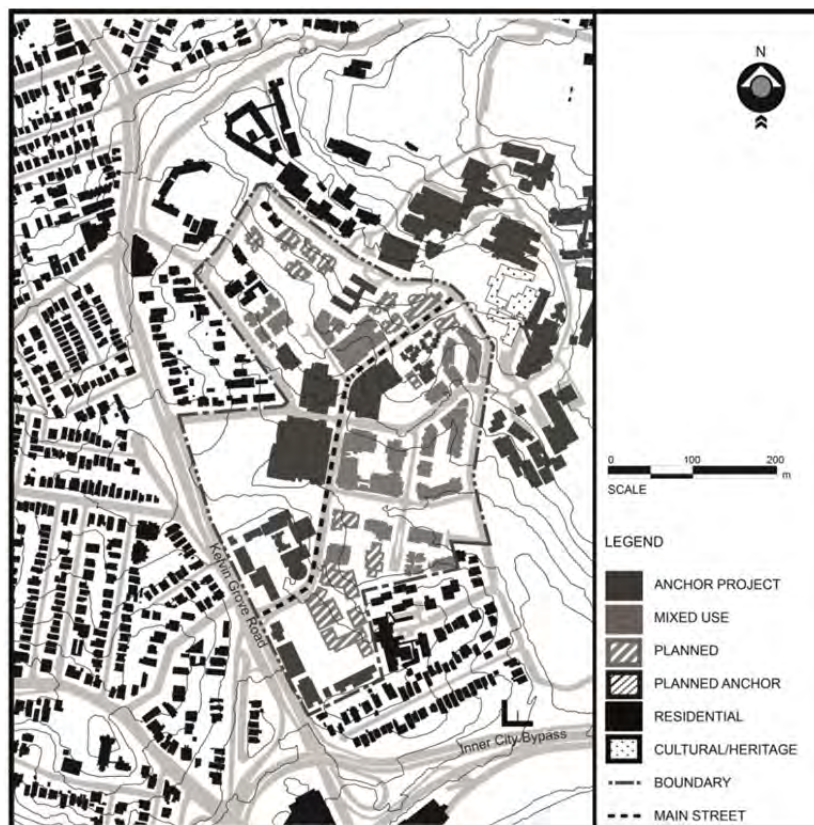 N
0 100 200
m
SCALE
LEGEND
ANCHOR PROJECT
MIXED USE
PLANNED
PLANNED ANCHOR
RESIDENTIAL
CULTURAL/HERITAGE
BOUNDARY
MAIN STREET
Kelvin Grove Road
Inner City Bypass